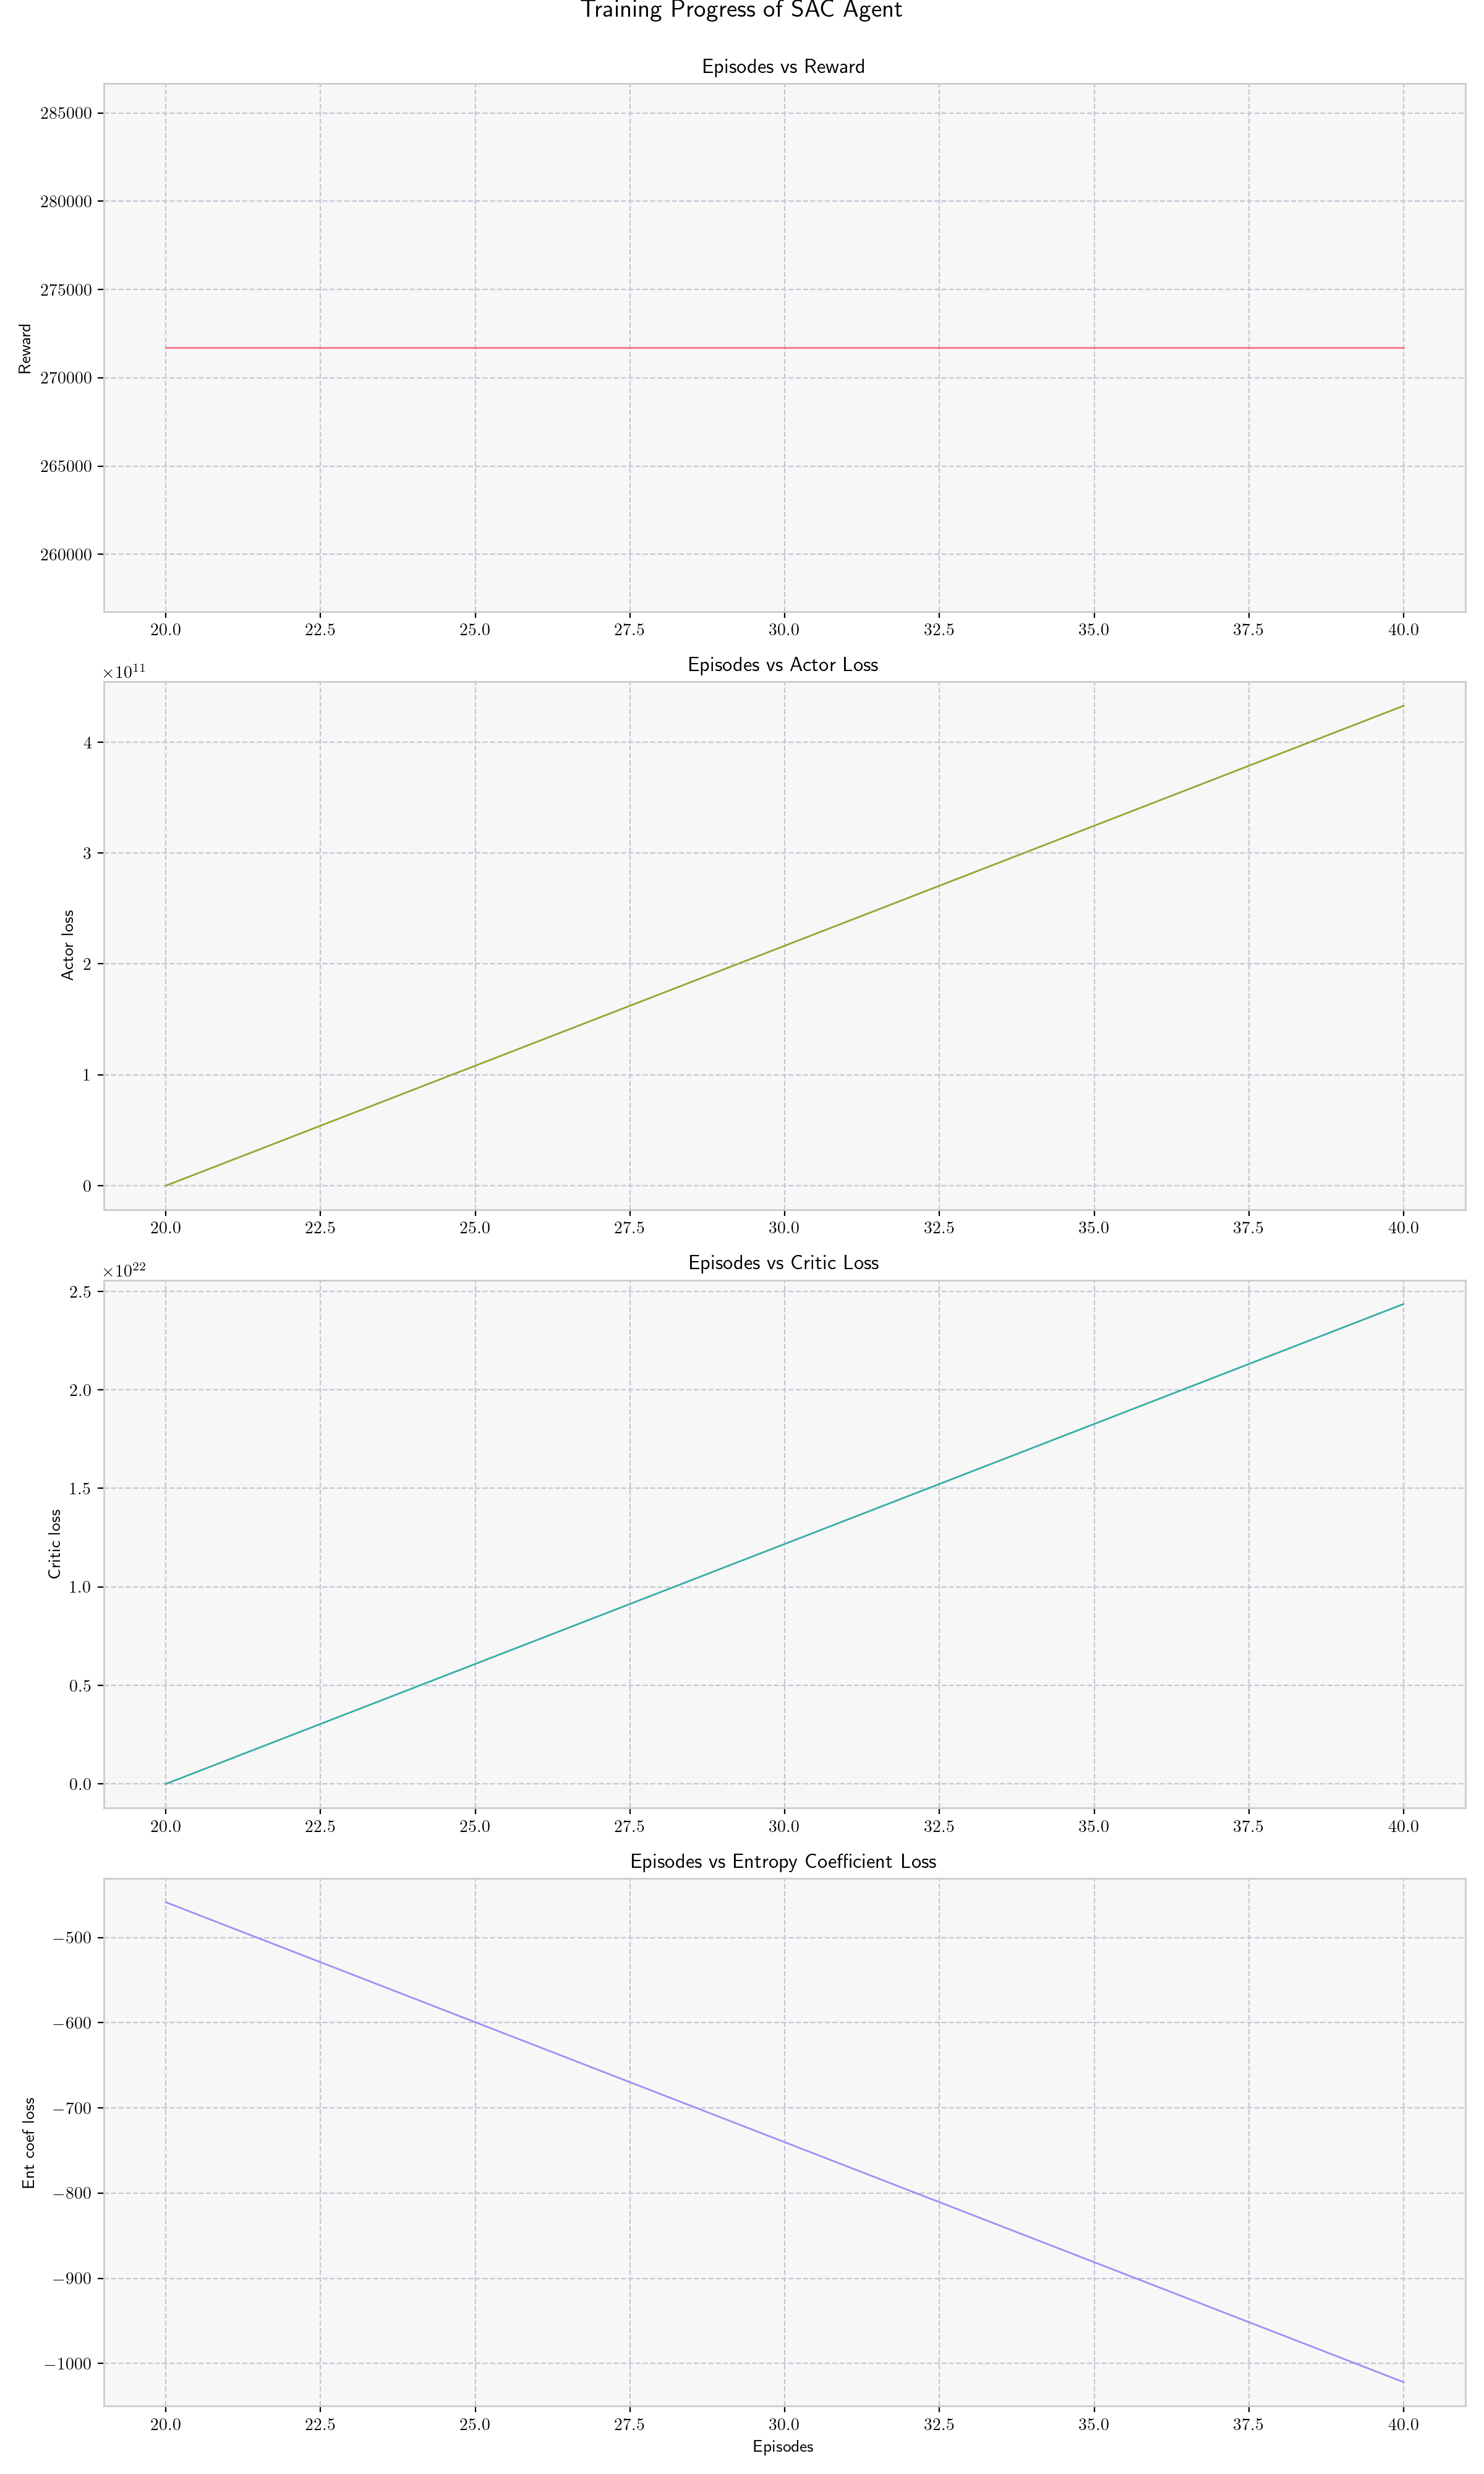 Training Progress of SAC Agent
Episodes vs Reward
285000
280000
275000
270000
265000
260000
Reward
20.0 22.5 25.0 27.5 30.0 32.5 35.0 37.5 40.0
Episodes vs Actor Loss
×10¹¹
4
3
2
1
0
Actor loss
20.0 22.5 25.0 27.5 30.0 32.5 35.0 37.5 40.0
Episodes vs Critic Loss
×10²²
2.5
2.0
1.5
1.0
0.5
0.0
Critic loss
20.0 22.5 25.0 27.5 30.0 32.5 35.0 37.5 40.0
Episodes vs Entropy Coefficient Loss
−500
−600
−700
−800
−900
−1000
Ent coef loss
20.0 22.5 25.0 27.5 30.0 32.5 35.0 37.5 40.0
Episodes